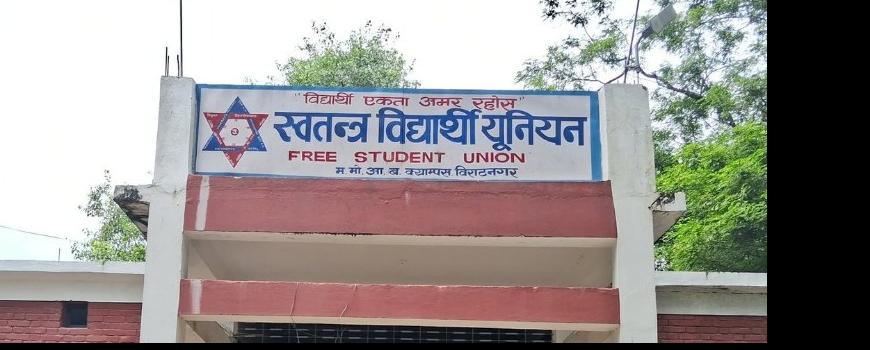 "विद्यार्थी एकता अमर रहोस"
स्वतन्त्र विद्यार्थी यूनियन
FREE STUDENT UNION
म. मो. आ. ब. क्याम्पस विराटनगर